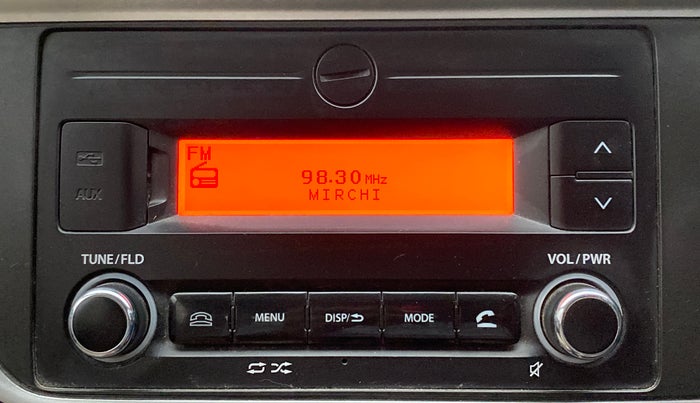 FM
98.30 MHz
MIRCHI
AUX
TUNE/FLD
VOL/PWR
MENU
DISP/
MODE